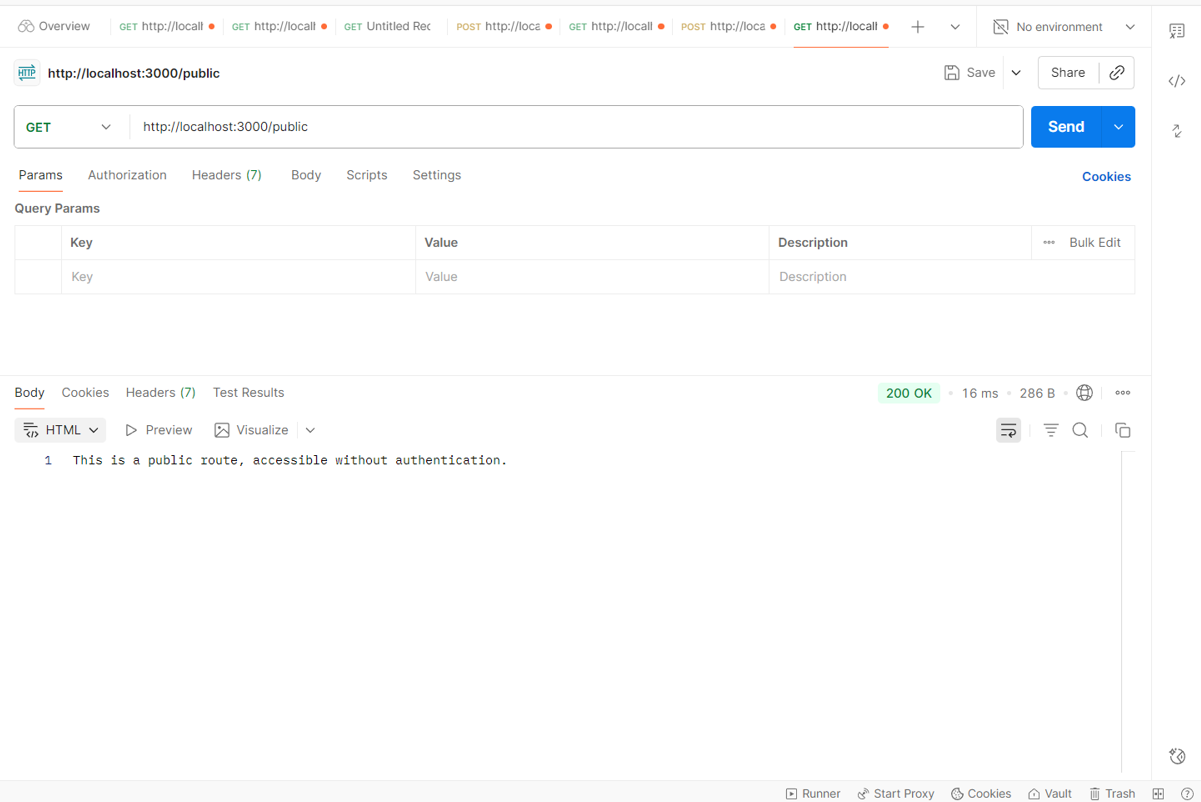 Overview GET http://locall GET http://locall GET Untitled Rec POST http://loca GET http://locall POST http://loca GET http://locall No environment
HTTP http://localhost:3000/public Save Share
GET http://localhost:3000/public Send
Params Authorization Headers (7) Body Scripts Settings Cookies
Query Params
Key Value Description Bulk Edit
Key Value Description
Body Cookies Headers (7) Test Results 200 OK 16 ms 286 B
HTML Preview Visualize
1 This is a public route, accessible without authentication.
Runner Start Proxy Cookies Vault Trash